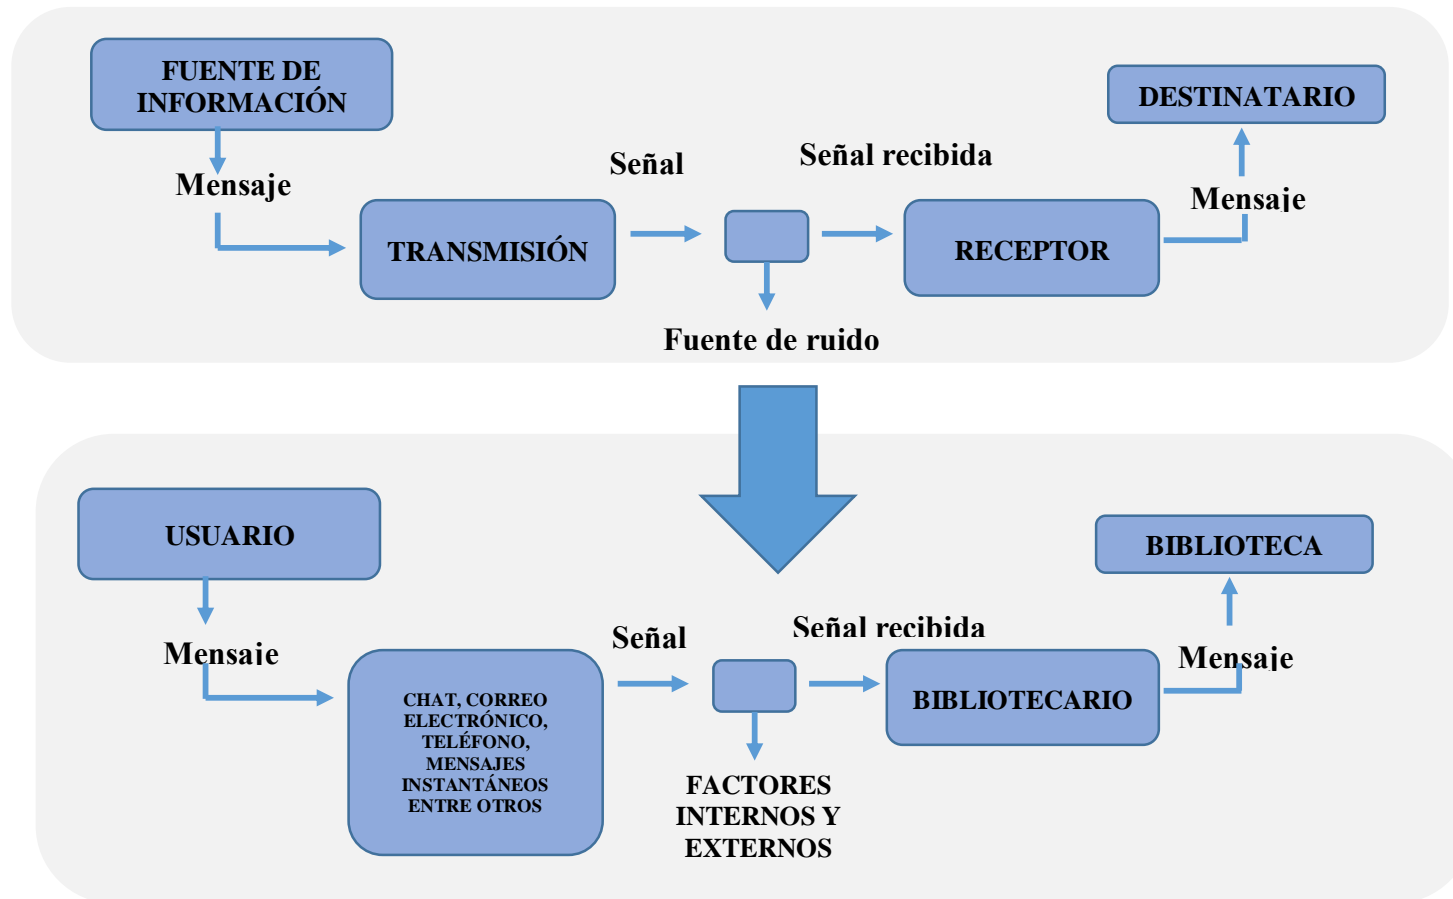 FUENTE DE
INFORMACIÓN
Mensaje
TRANSMISIÓN
Señal
Señal recibida
Fuente de ruido
RECEPTOR
Mensaje
DESTINATARIO
USUARIO
Mensaje
CHAT, CORREO
ELECTRÓNICO,
TELÉFONO,
MENSAJES
INSTANTÁNEOS
ENTRE OTROS
Señal
Señal recibida
FACTORES
INTERNOS Y
EXTERNOS
BIBLIOTECARIO
Mensaje
BIBLIOTECA